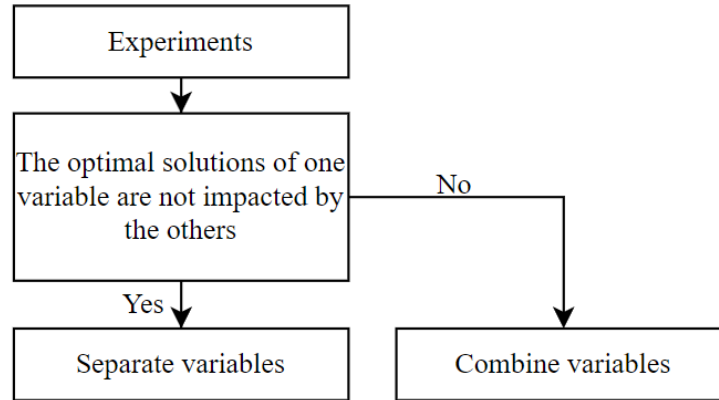 Experiments
The optimal solutions of one
variable are not impacted by
the others
No
Yes
Separate variables
Combine variables